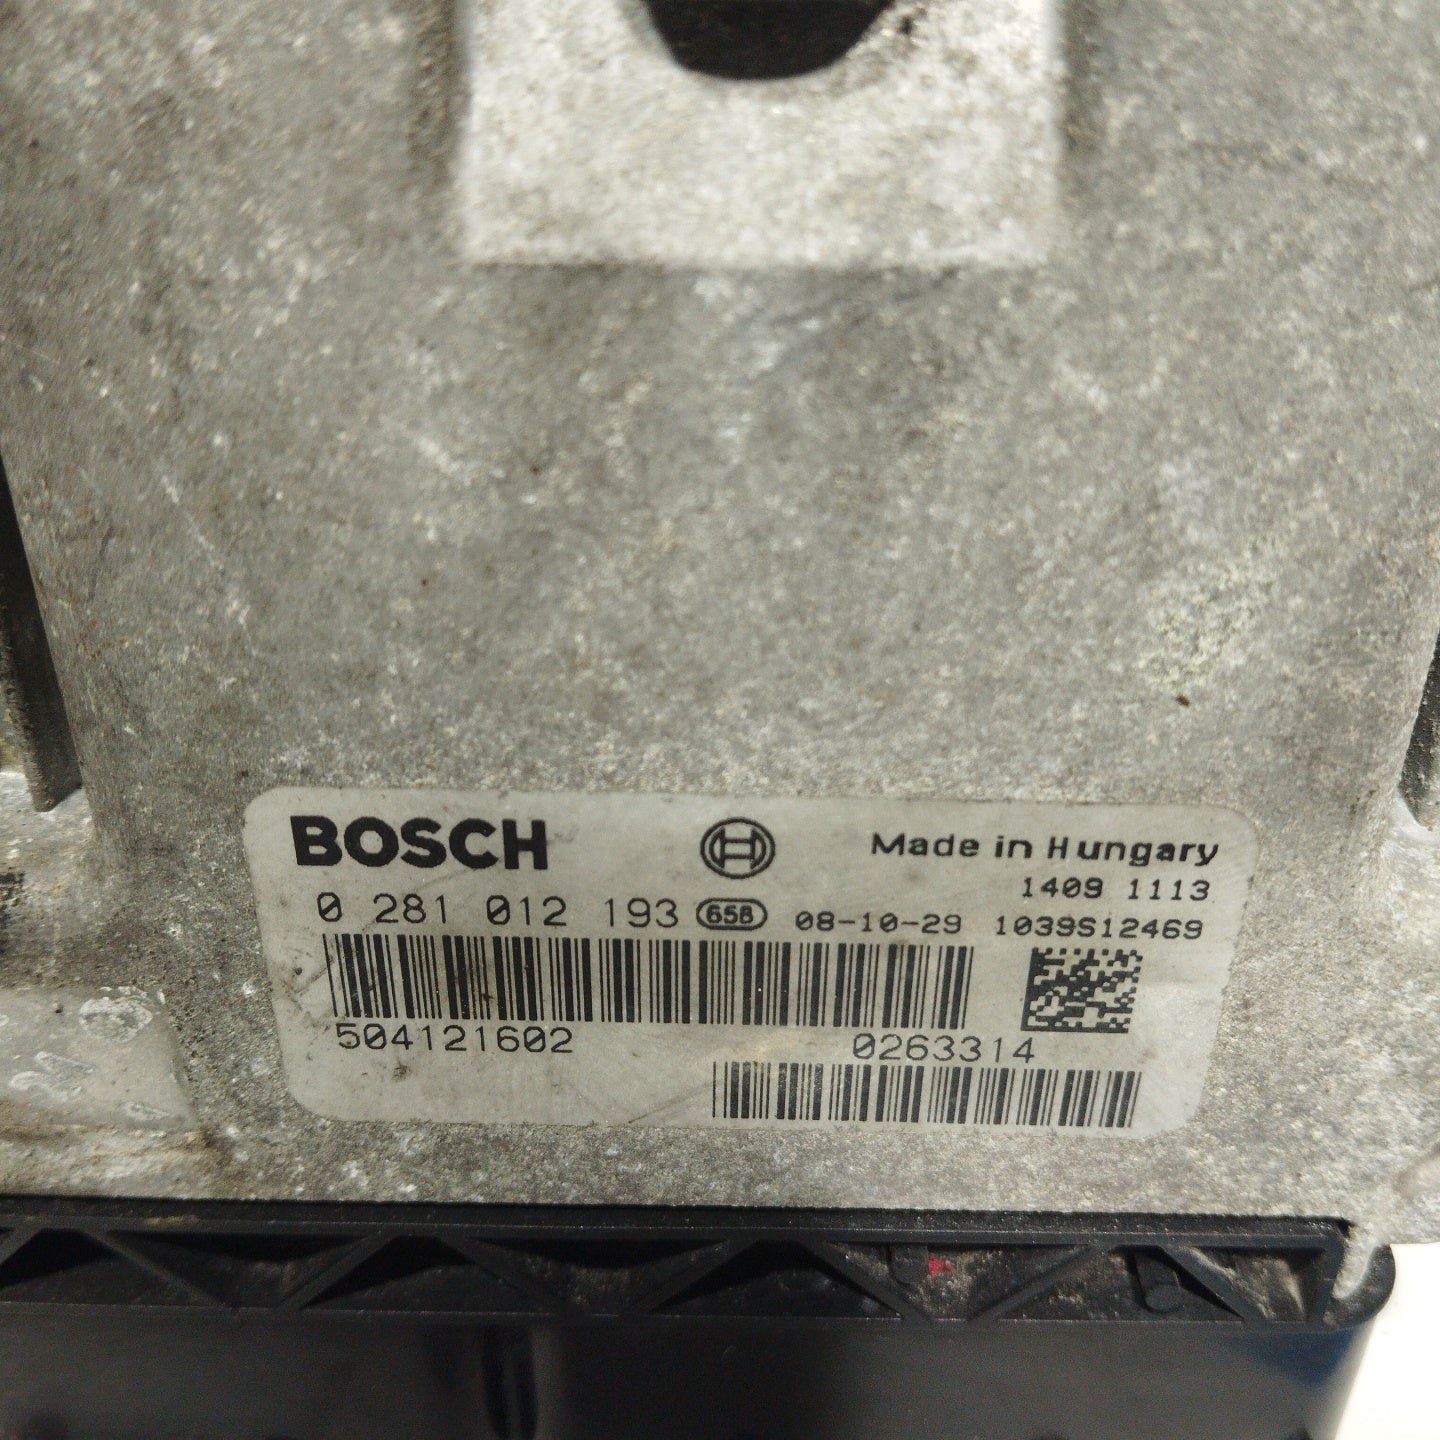 BOSCH Made in Hungary
1409 1113
0 281 012 193 658 08-10-29 1039S12469
504121602 0263314